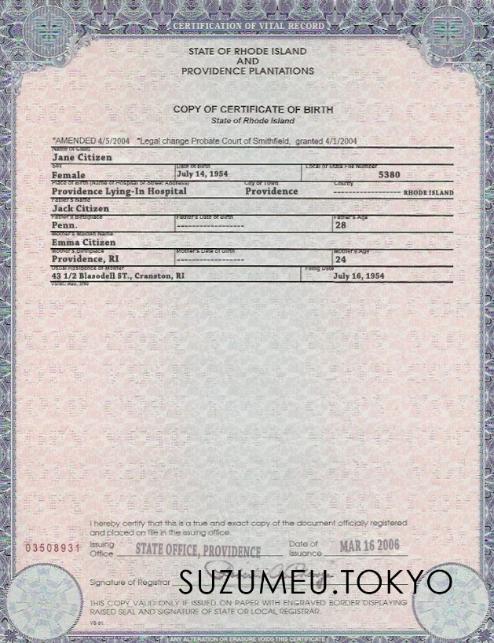 CERTIFICATION OF VITAL RECORD
STATE OF RHODE ISLAND
AND
PROVIDENCE PLANTATIONS
COPY OF CERTIFICATE OF BIRTH
State of Rhode Island
*AMENDED 4/5/2004 *Legal change Probate Court of Smithfield, granted 4/1/2004
Name of Child
Jane Citizen
Sex Date of Birth Local or State File Number
Female July 14, 1954 5380
Place of Birth (Name of Hospital or Street Address) City or Town County
Providence Lying-In Hospital Providence -------------------- RHODE ISLAND
Father's Name
Jack Citizen
Father's Birthplace Father's Date of Birth Father's Age
Penn. -------------------- 28
Mother's Maiden Name
Emma Citizen
Mother's Birthplace Mother's Date of Birth Mother's Age
Providence, RI -------------------- 24
Usual Residence of Mother Filing Date
43 1/2 Blasodell ST., Cranston, RI July 16, 1954
I hereby certify that this is a true and exact copy of the document officially registered
and placed on file in the issuing office.
03508931
Issuing Office STATE OFFICE, PROVIDENCE Date of Issuance MAR 16 2006
Signature of Registrar
SUZUMEU.TOKYO
THIS COPY VALID ONLY IF ISSUED ON PAPER WITH ENGRAVED BORDER DISPLAYING
RAISED SEAL AND SIGNATURE OF STATE OR LOCAL REGISTRAR.
ANY ALTERATION OR ERASURE VOIDS THIS CERTIFICATE